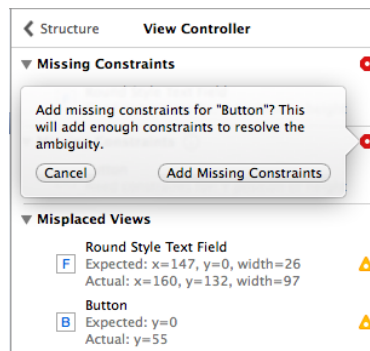 Structure View Controller
Missing Constraints
Add missing constraints for "Button"? This
will add enough constraints to resolve the
ambiguity.
Cancel Add Missing Constraints
Misplaced Views
Round Style Text Field
F Expected: x=147, y=0, width=26
Actual: x=160, y=132, width=97
Button
B Expected: y=0
Actual: y=55